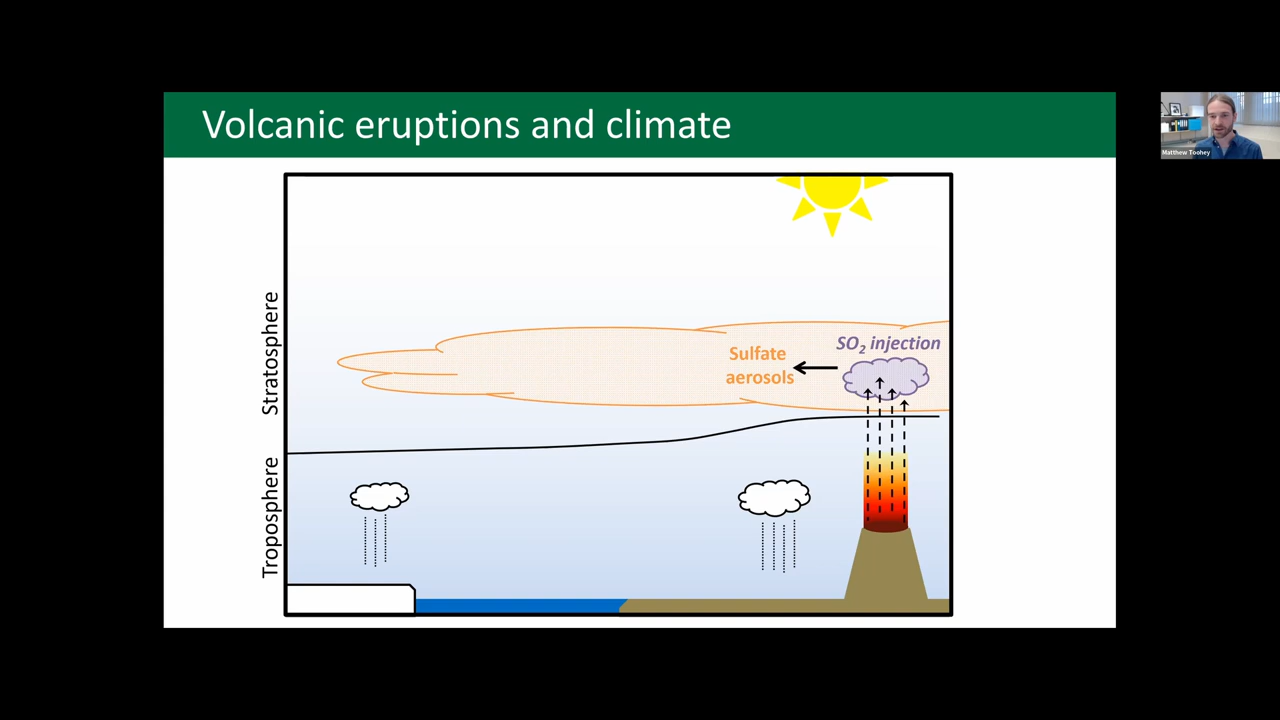 Volcanic eruptions and climate
Matthew Toohey
Stratosphere
SO2 injection
Sulfate
aerosols
Troposphere